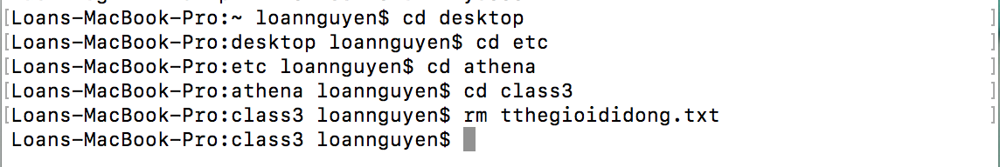 [Loans-MacBook-Pro:~ loannguyen$ cd desktop ]
[Loans-MacBook-Pro:desktop loannguyen$ cd etc ]
[Loans-MacBook-Pro:etc loannguyen$ cd athena ]
[Loans-MacBook-Pro:athena loannguyen$ cd class3 ]
[Loans-MacBook-Pro:class3 loannguyen$ rm tthegioididong.txt ]
Loans-MacBook-Pro:class3 loannguyen$